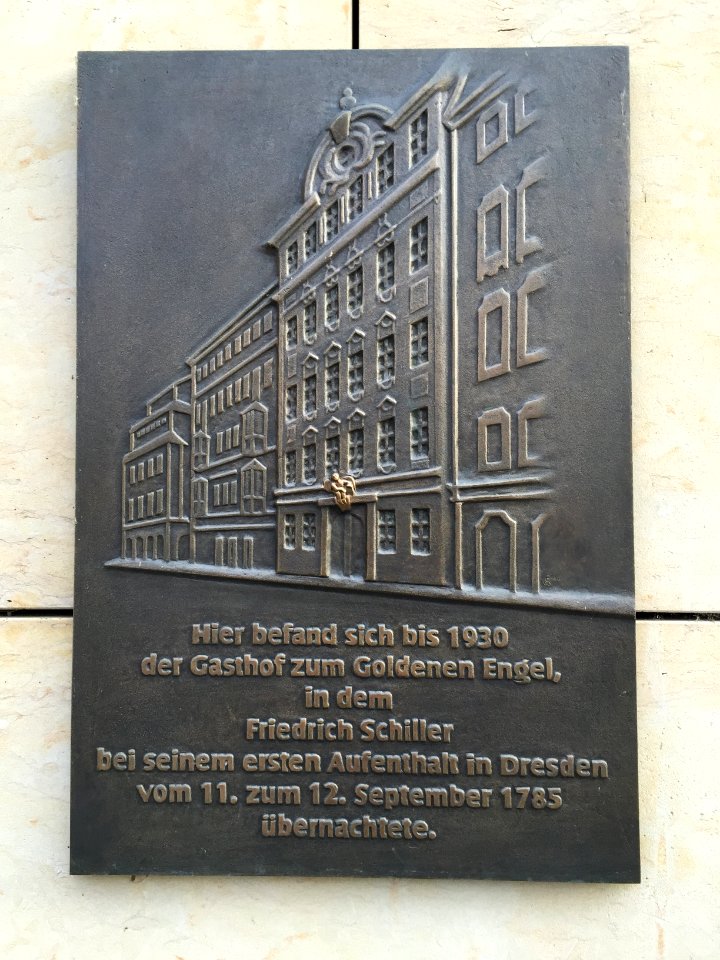 Hier befand sich bis 1930
der Gasthof zum Goldenen Engel,
in dem
Friedrich Schiller
bei seinem ersten Aufenthalt in Dresden
vom 11. zum 12. September 1785
übernachtete.